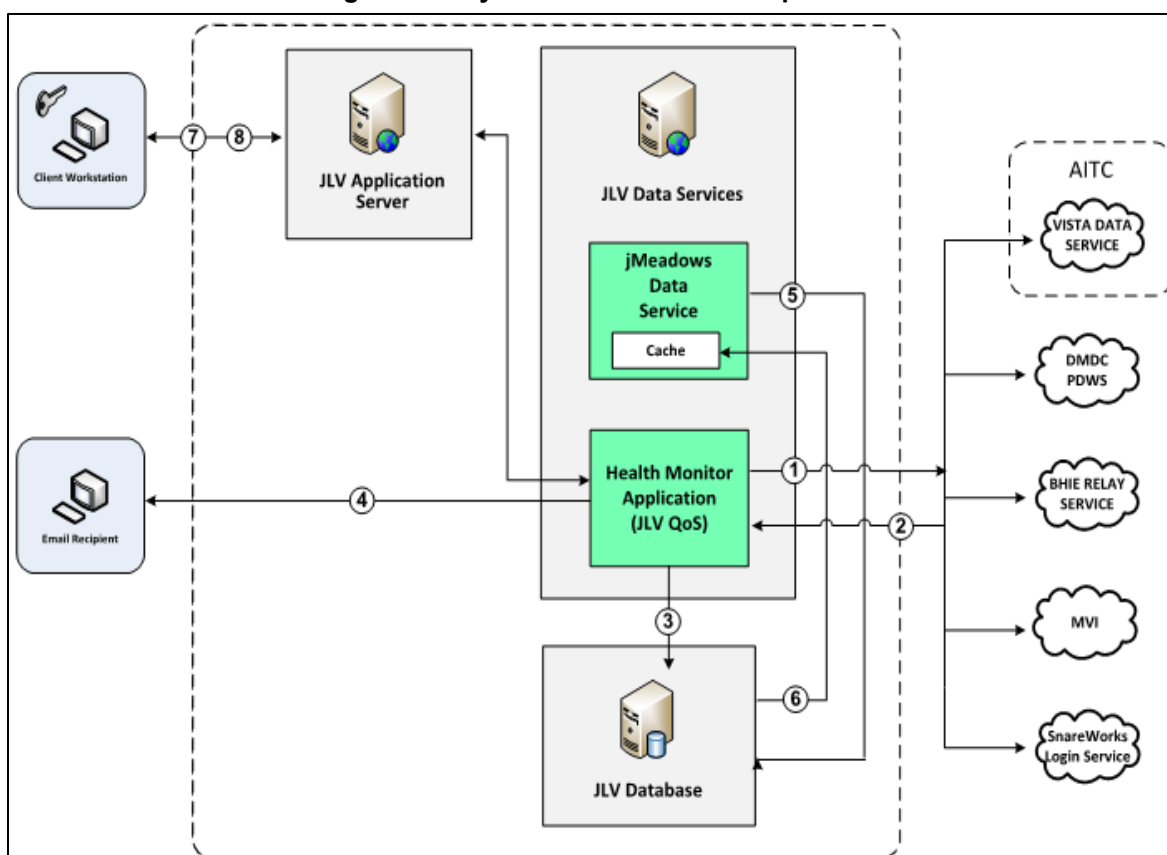 7
8
Client Workstation
JLV Application
Server
JLV Data Services
AITC
VISTA DATA
SERVICE
jMeadows
Data
Service
Cache
5
DMDC
PDWS
Health Monitor
Application
(JLV QoS)
1
BHIE RELAY
SERVICE
4
2
Email Recipient
3
MVI
6
SnareWorks
Login Service
JLV Database